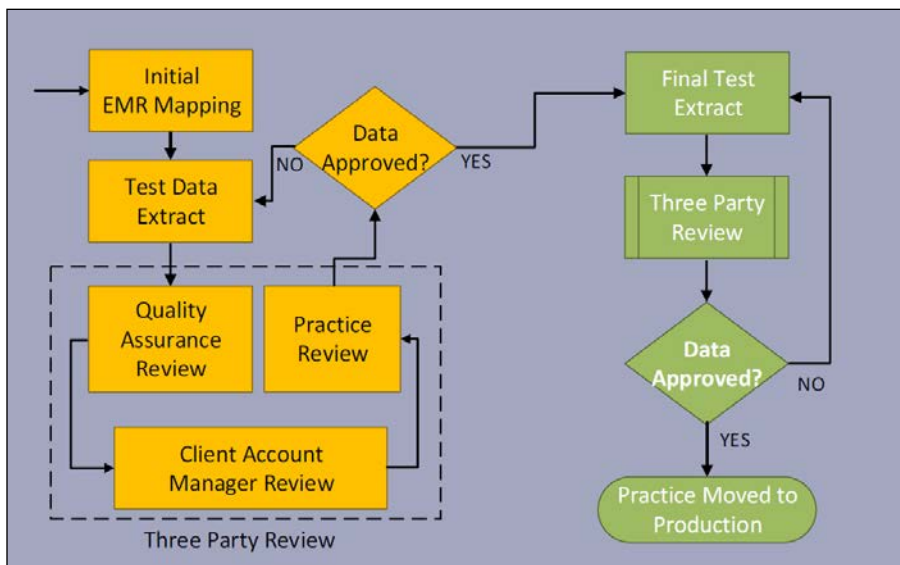 Initial
EMR Mapping
Test Data
Extract
Quality
Assurance
Review
Client Account
Manager Review
Practice
Review
Three Party Review
Data
Approved?
NO
YES
Final Test
Extract
Three Party
Review
Data
Approved?
NO
YES
Practice Moved to
Production